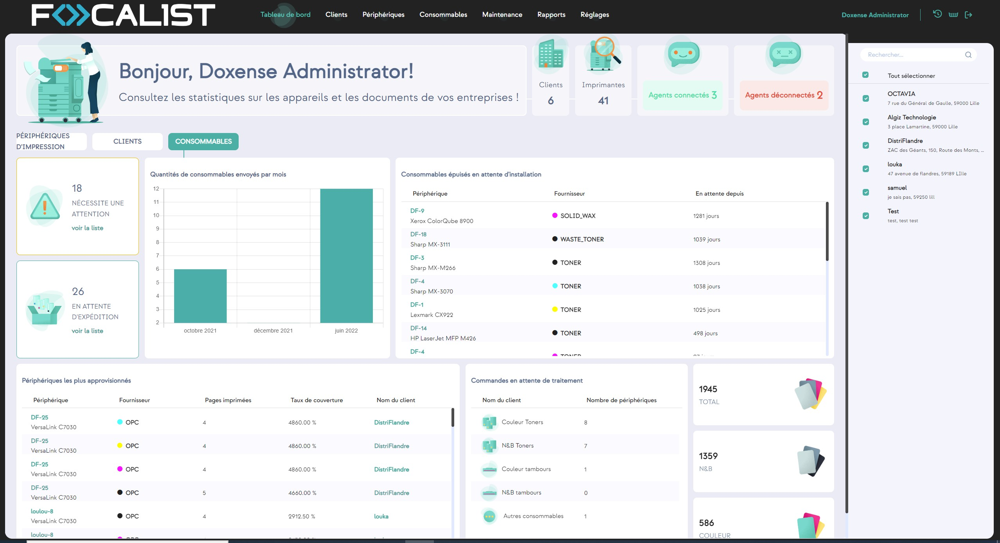 FOCALIST
Tableau de bord
Clients
Périphériques
Consommables
Maintenance
Rapports
Réglages
Doxense Administrator
Bonjour, Doxense Administrator!
Consultez les statistiques sur les appareils et les documents de vos entreprises !
Clients
6
Imprimantes
41
Agents connectés 3
Agents déconnectés 2
PÉRIPHÉRIQUES
D'IMPRESSION
CLIENTS
CONSOMMABLES
18
NÉCESSITE UNE
ATTENTION
voir la liste
26
EN ATTENTE
D'EXPÉDITION
voir la liste
Quantités de consommables envoyés par mois
12
11
10
9
8
7
6
5
4
3
2
octobre 2021
décembre 2021
juin 2022
Consommables épuisés en attente d'installation
Périphérique Fournisseur En attente depuis
DF-9
Xerox ColorQube 8900
SOLID_WAX
1281 jours
DF-18
Sharp MX-3111
WASTE_TONER
1039 jours
DF-3
Sharp MX-M266
TONER
1308 jours
DF-4
Sharp MX-3070
TONER
1038 jours
DF-1
Lexmark CX922
TONER
1025 jours
DF-14
HP LaserJet MFP M426
TONER
498 jours
DF-4
TONER
Périphériques les plus approvisionnés
Périphérique Fournisseur Pages imprimées Taux de couverture Nom du client
DF-25
VersaLink C7030
OPC
4
4860.00 %
DistriFlandre
DF-25
VersaLink C7030
OPC
4
4860.00 %
DistriFlandre
DF-25
VersaLink C7030
OPC
4
4860.00 %
DistriFlandre
DF-25
VersaLink C7030
OPC
5
4660.00 %
DistriFlandre
loulou-8
VersaLink C7030
OPC
4
2912.50 %
louka
loulou-8
OPC
Commandes en attente de traitement
Nom du client Nombre de périphériques
Couleur Toners 8
N&B Toners 7
Couleur tambours 1
N&B tambours 0
Autres consommables 1
1945
TOTAL
1359
N&B
586
COULEUR
Rechercher...
Tout sélectionner
OCTAVIA
7 rue du Général de Gaulle, 59000 Lille
Algiz Technologie
3 place Lamartine, 59000 Lille
DistriFlandre
ZAC des Géants, 150, Route des Monts, ...
louka
47 avenue de flandres, 59189 LIlle
samuel
je sais pas, 59250 lill
Test
test, test test